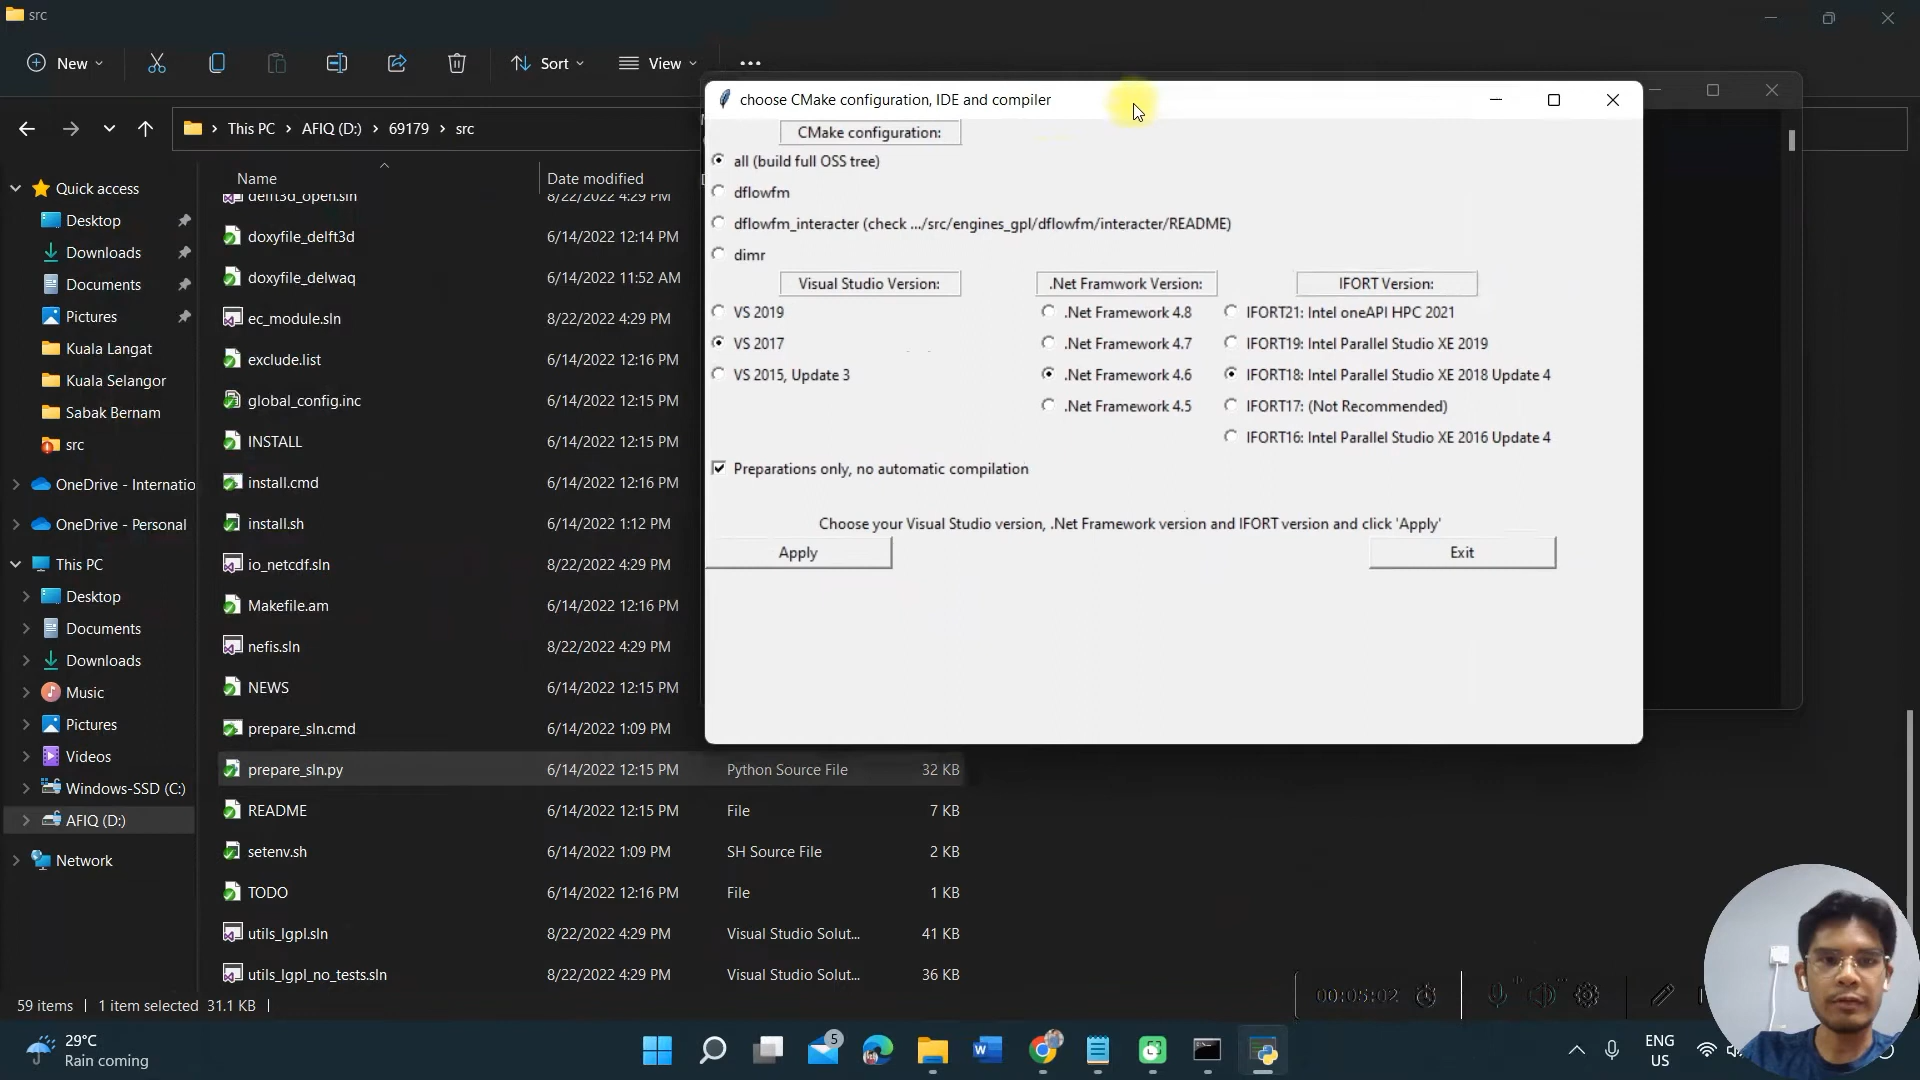 src
New
Sort
View
This PC
AFIQ (D:)
69179
src
Name
Date modified
Quick access
Desktop
Downloads
Documents
Pictures
Kuala Langat
Kuala Selangor
Sabak Bernam
src
OneDrive - Internatio
OneDrive - Personal
This PC
Desktop
Documents
Downloads
Music
Pictures
Videos
Windows-SSD (C:)
AFIQ (D:)
Network
delft3d_open.sln 8/22/2022 4:29 PM
doxyfile_delft3d 6/14/2022 12:14 PM
doxyfile_delwaq 6/14/2022 11:52 AM
ec_module.sln 8/22/2022 4:29 PM
exclude.list 6/14/2022 12:16 PM
global_config.inc 6/14/2022 12:15 PM
INSTALL 6/14/2022 12:15 PM
install.cmd 6/14/2022 12:16 PM
install.sh 6/14/2022 1:12 PM
io_netcdf.sln 8/22/2022 4:29 PM
Makefile.am 6/14/2022 12:16 PM
nefis.sln 8/22/2022 4:29 PM
NEWS 6/14/2022 12:15 PM
prepare_sln.cmd 6/14/2022 1:09 PM
prepare_sln.py 6/14/2022 12:15 PM Python Source File 32 KB
README 6/14/2022 12:15 PM File 7 KB
setenv.sh 6/14/2022 1:09 PM SH Source File 2 KB
TODO 6/14/2022 12:16 PM File 1 KB
utils_lgpl.sln 8/22/2022 4:29 PM Visual Studio Solut... 41 KB
utils_lgpl_no_tests.sln 8/22/2022 4:29 PM Visual Studio Solut... 36 KB
59 items 1 item selected 31.1 KB
choose CMake configuration, IDE and compiler
CMake configuration:
all (build full OSS tree)
dflowfm
dflowfm_interacter (check .../src/engines_gpl/dflowfm/interacter/README)
dimr
Visual Studio Version: .Net Framwork Version: IFORT Version:
VS 2019 .Net Framework 4.8 IFORT21: Intel oneAPI HPC 2021
VS 2017 .Net Framework 4.7 IFORT19: Intel Parallel Studio XE 2019
VS 2015, Update 3 .Net Framework 4.6 IFORT18: Intel Parallel Studio XE 2018 Update 4
.Net Framework 4.5 IFORT17: (Not Recommended)
IFORT16: Intel Parallel Studio XE 2016 Update 4
Preparations only, no automatic compilation
Choose your Visual Studio version, .Net Framework version and IFORT version and click 'Apply'
Apply Exit
00:05:02
29°C
Rain coming
5
ENG
US